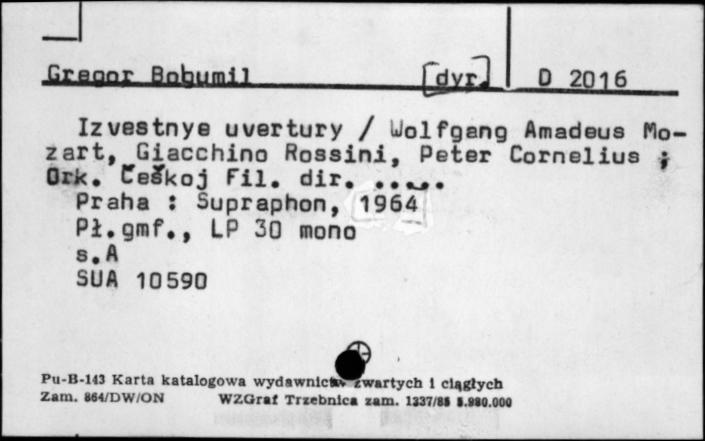 Gregor Bohumil [dyr.] D 2016
Izvestnye uvertury / Wolfgang Amadeus Mo-
zart, Giacchino Rossini, Peter Cornelius ;
Ork. Češkoj Fil. dir. .....
Praha : Supraphon, 1964
Pł.gmf., LP 30 mono
s.A
SUA 10590
Pu-B-143 Karta katalogowa wydawnictw zwartych i ciągłych
Zam. 864/DW/ON WZGraf Trzebnica zam. 1337/85 5.980.000